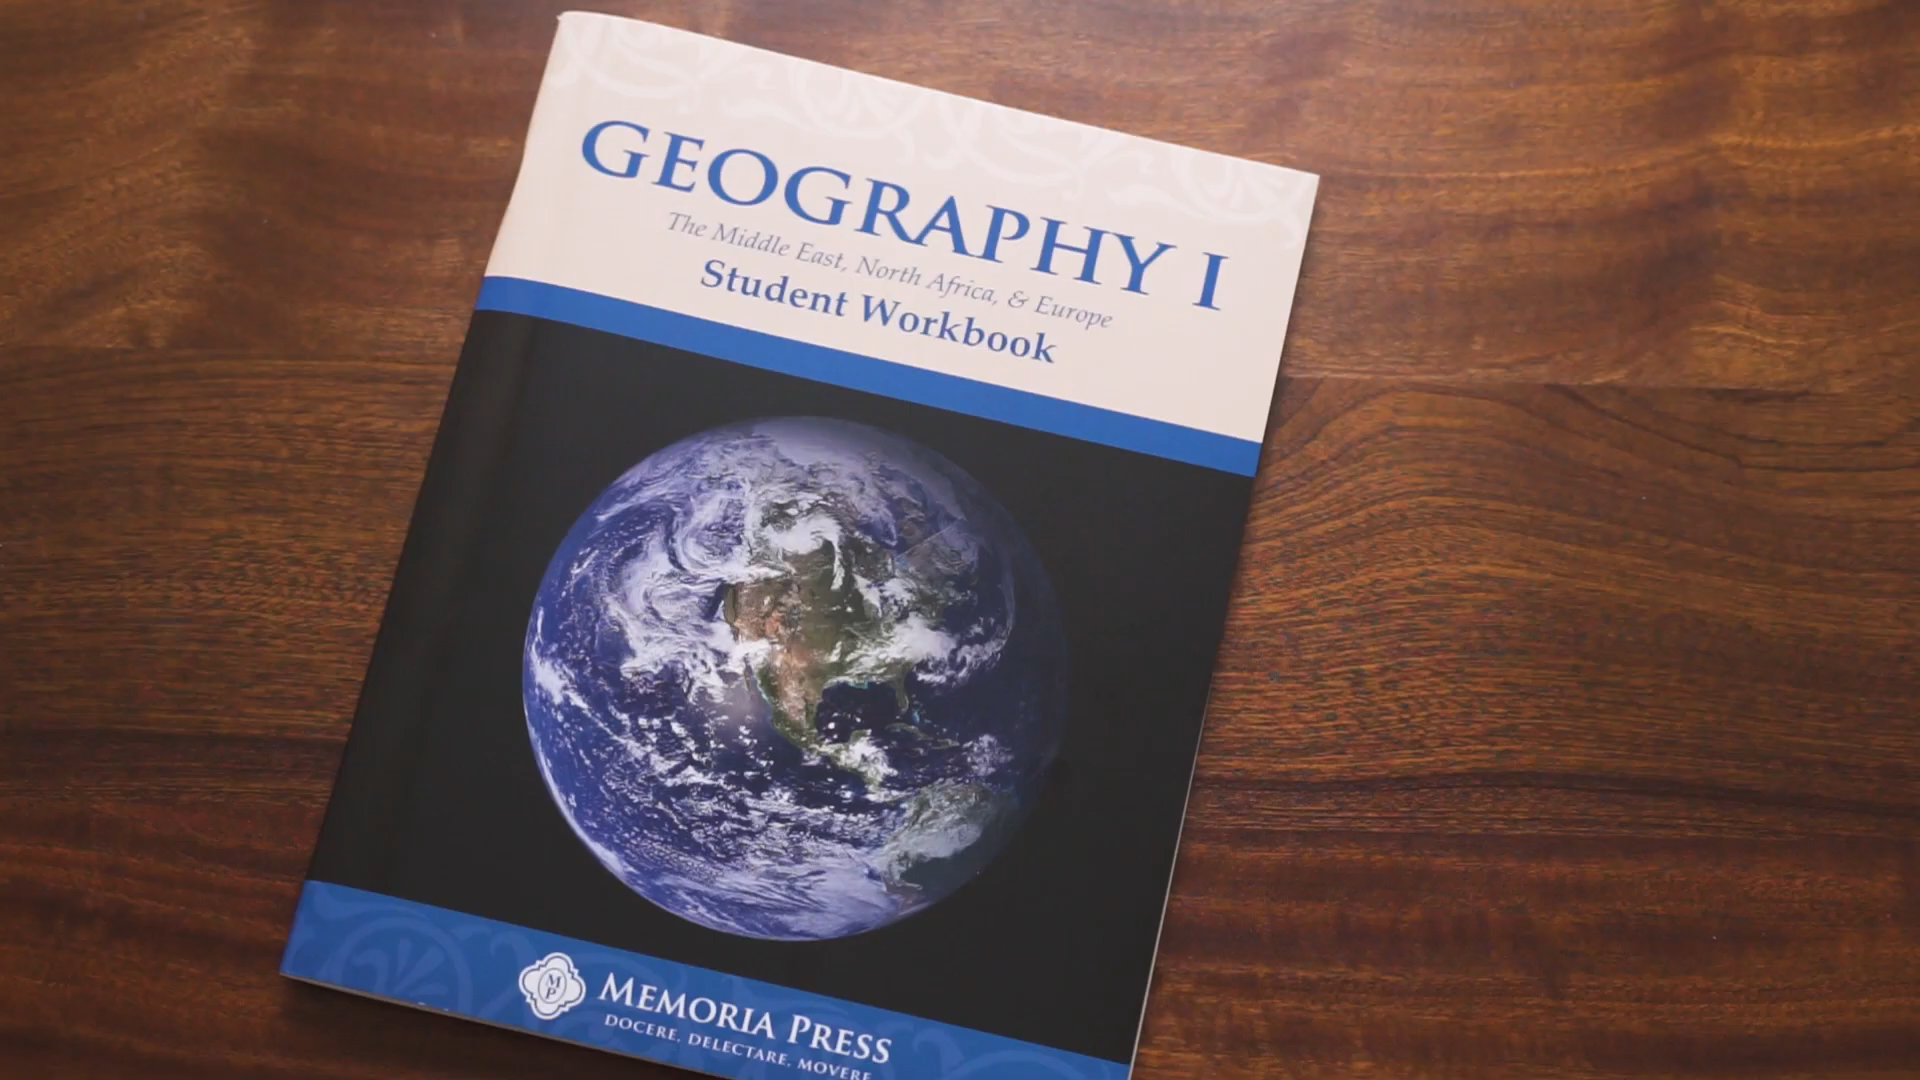 GEOGRAPHY I
The Middle East, North Africa, & Europe
Student Workbook
M
P
MEMORIA PRESS
DOCERE, DELECTARE, MOVERE